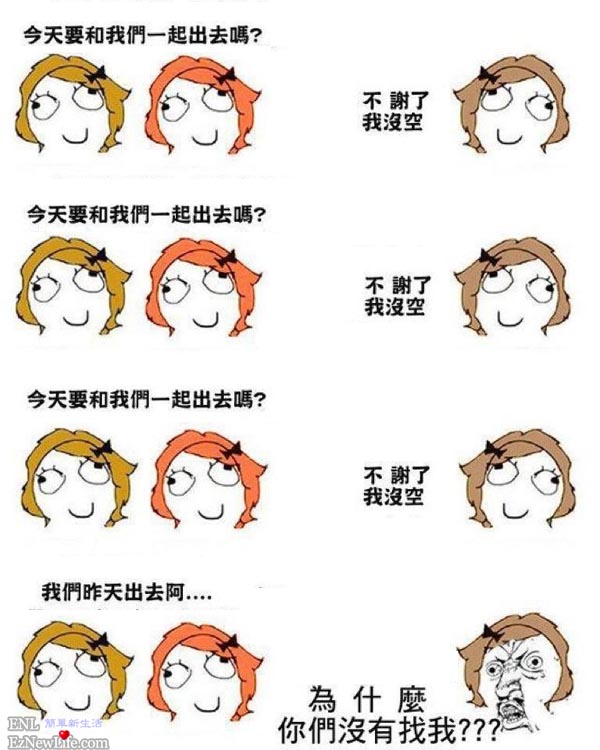 今天要和我們一起出去嗎?
不 謝了
我沒空
今天要和我們一起出去嗎?
不 謝了
我沒空
今天要和我們一起出去嗎?
不 謝了
我沒空
我們昨天出去阿....
為什麼
你們沒有找我???
ENL 簡單新生活
EzNewLife.com